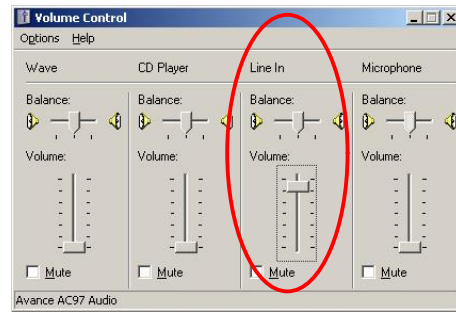 Volume Control
Options Help
Wave CD Player Line In Microphone
Balance: Balance: Balance: Balance:
Volume: Volume: Volume: Volume:
Mute Mute Mute Mute
Avance AC97 Audio